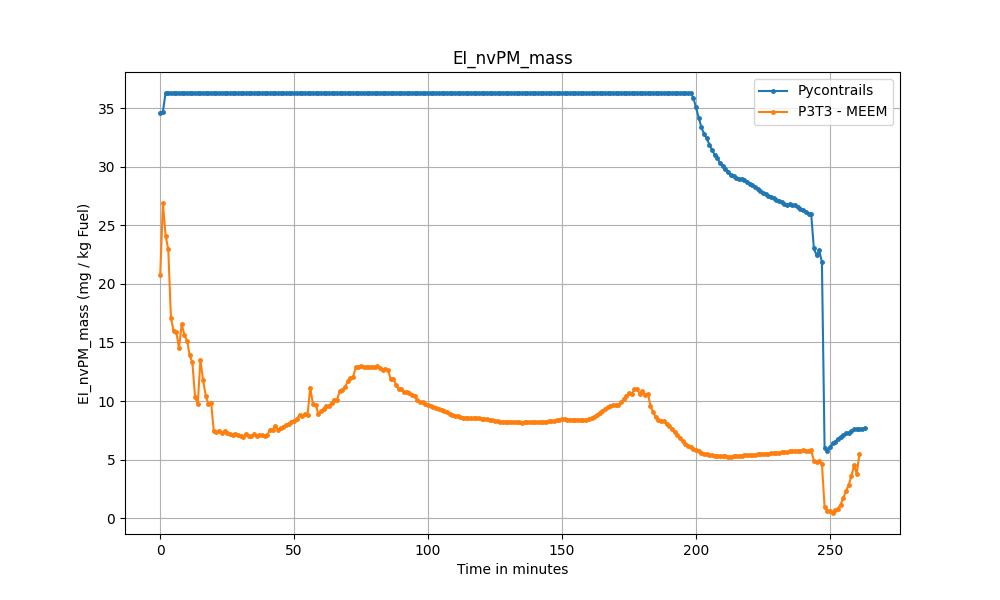 EI_nvPM_mass
Pycontrails
P3T3 - MEEM
EI_nvPM_mass (mg / kg Fuel)
35
30
25
20
15
10
5
0
0 50 100 150 200 250
Time in minutes